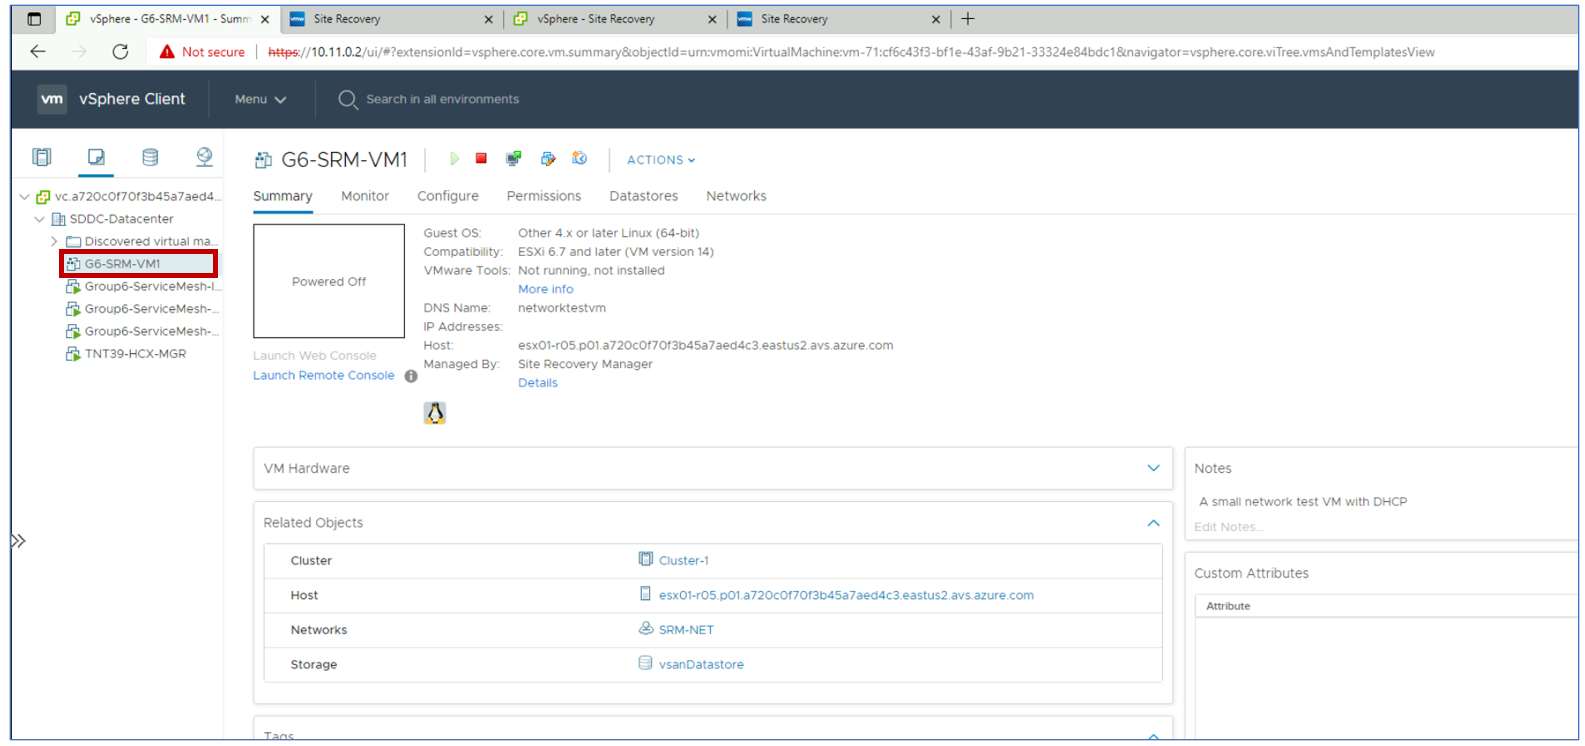 vSphere - G6-SRM-VM1 - Summ
Site Recovery
vSphere - Site Recovery
Site Recovery
Not secure
https://10.11.0.2/ui/#?extensionId=vsphere.core.vm.summary&objectId=urn:vmomi:VirtualMachine:vm-71:cf6c43f3-bf1e-43af-9b21-33324e84bdc1&navigator=vsphere.core.viTree.vmsAndTemplatesView
vm vSphere Client
Menu
Search in all environments
vc.a720c0f70f3b45a7aed4...
SDDC-Datacenter
Discovered virtual ma...
G6-SRM-VM1
Group6-ServiceMesh-I...
Group6-ServiceMesh-...
Group6-ServiceMesh-...
TNT39-HCX-MGR
G6-SRM-VM1
ACTIONS
Summary Monitor Configure Permissions Datastores Networks
Powered Off
Launch Web Console
Launch Remote Console
Guest OS: Other 4.x or later Linux (64-bit)
Compatibility: ESXi 6.7 and later (VM version 14)
VMware Tools: Not running, not installed
More info
DNS Name: networktestvm
IP Addresses:
Host: esx01-r05.p01.a720c0f70f3b45a7aed4c3.eastus2.avs.azure.com
Managed By: Site Recovery Manager
Details
VM Hardware
Related Objects
Cluster Cluster-1
Host esx01-r05.p01.a720c0f70f3b45a7aed4c3.eastus2.avs.azure.com
Networks SRM-NET
Storage vsanDatastore
Tags
Notes
A small network test VM with DHCP
Edit Notes...
Custom Attributes
Attribute